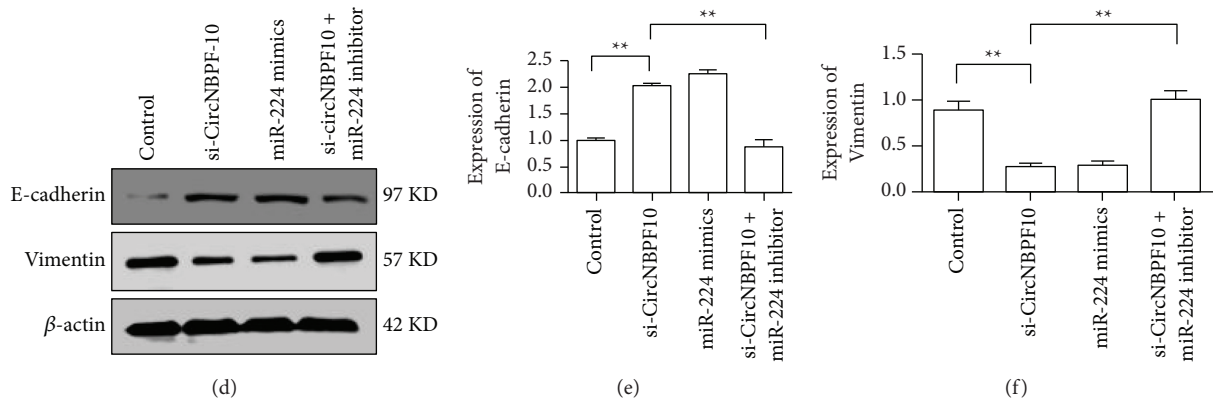 Control
si-CircNBPF-10
miR-224 mimics
si-circNBPF10 +
miR-224 inhibitor
E-cadherin
97 KD
Vimentin
57 KD
β-actin
42 KD
(d)
Expression of
E-cadherin
2.5
2.0
1.5
1.0
0.5
0.0
**
**
Control
si-CircNBPF10
miR-224 mimics
si-CircNBPF10 +
miR-224 inhibitor
(e)
Expression of
Vimentin
1.5
1.0
0.5
0.0
**
**
Control
si-CircNBPF10
miR-224 mimics
si-CircNBPF10 +
miR-224 inhibitor
(f)